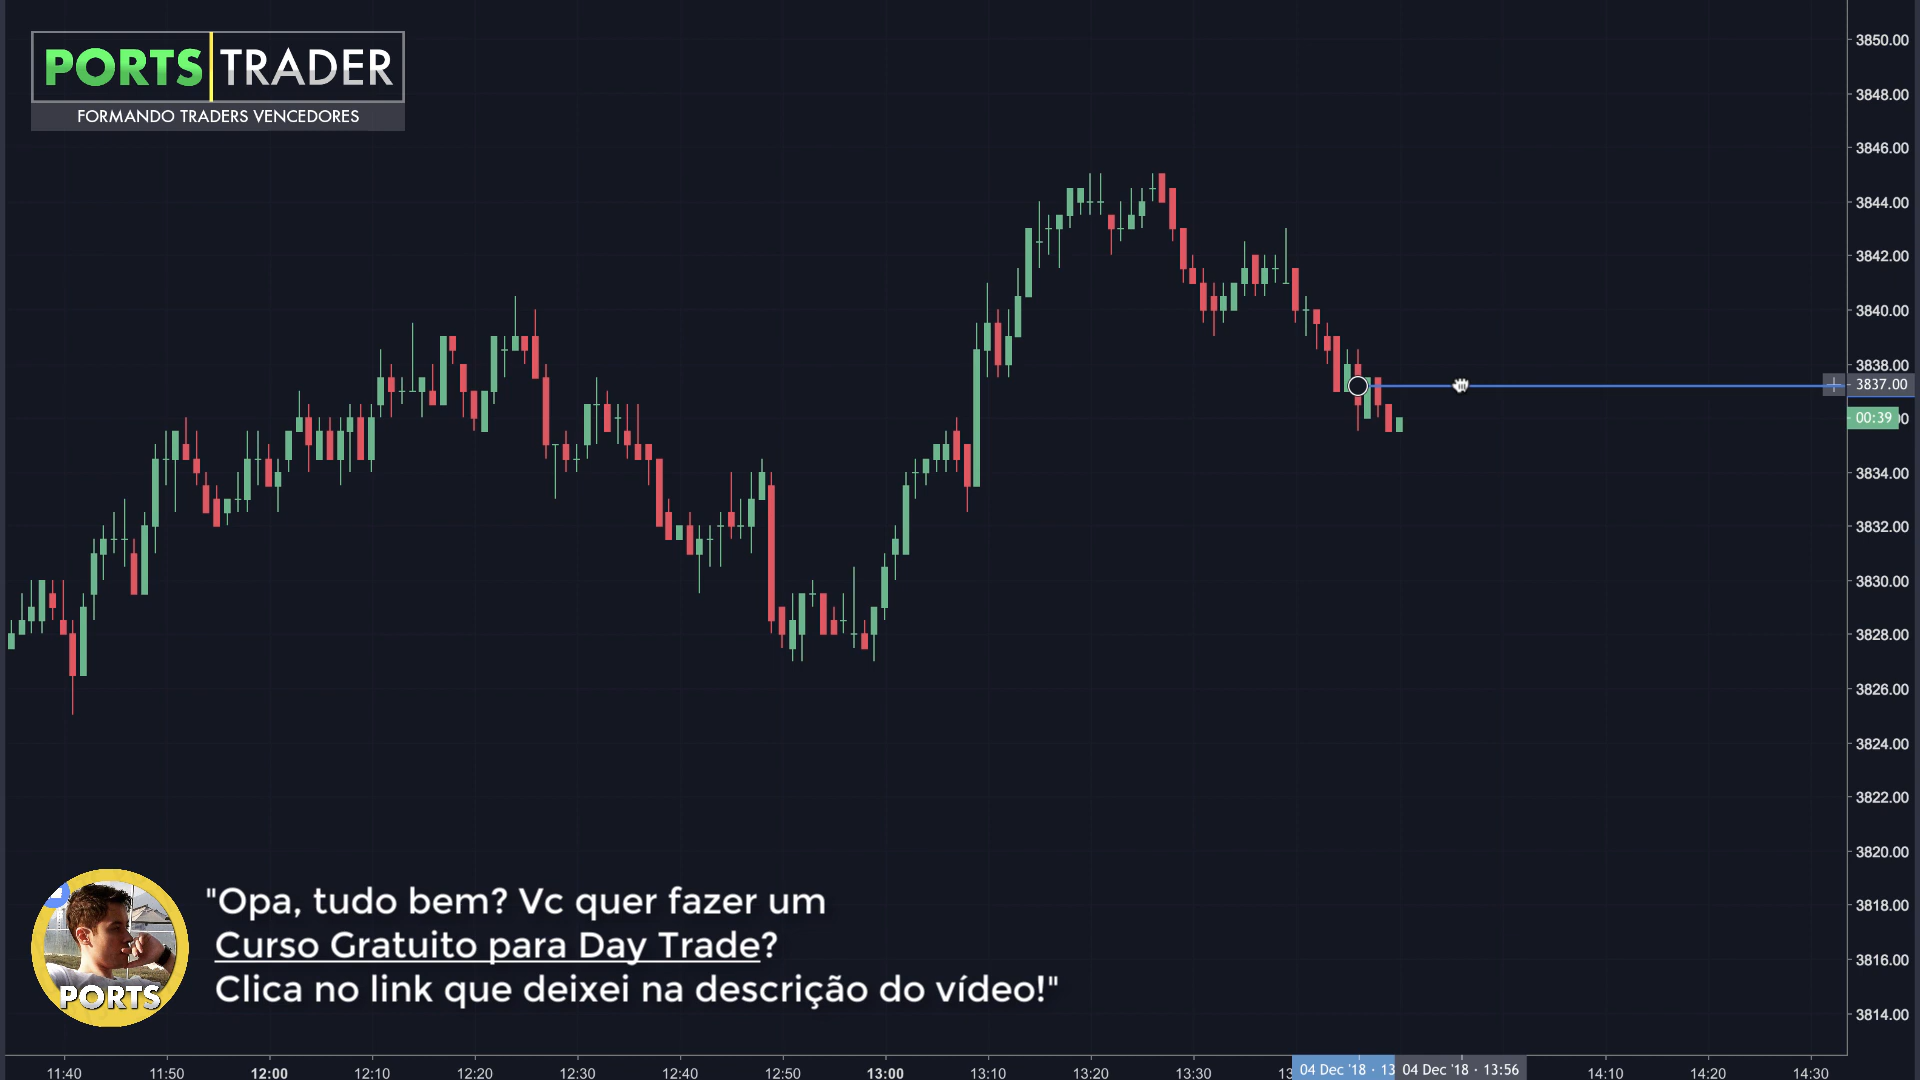 PORTS TRADER
FORMANDO TRADERS VENCEDORES
3850.00
3848.00
3846.00
3844.00
3842.00
3840.00
3838.00
3837.00
00:39
3834.00
3832.00
3830.00
3828.00
3826.00
3824.00
3822.00
3820.00
3818.00
3816.00
3814.00
"Opa, tudo bem? Vc quer fazer um
Curso Gratuito para Day Trade?
Clica no link que deixei na descrição do vídeo!"
PORTS
11:40 11:50 12:00 12:10 12:20 12:30 12:40 12:50 13:00 13:10 13:20 13:30 04 Dec '18 · 13 04 Dec '18 · 13:56 14:10 14:20 14:30